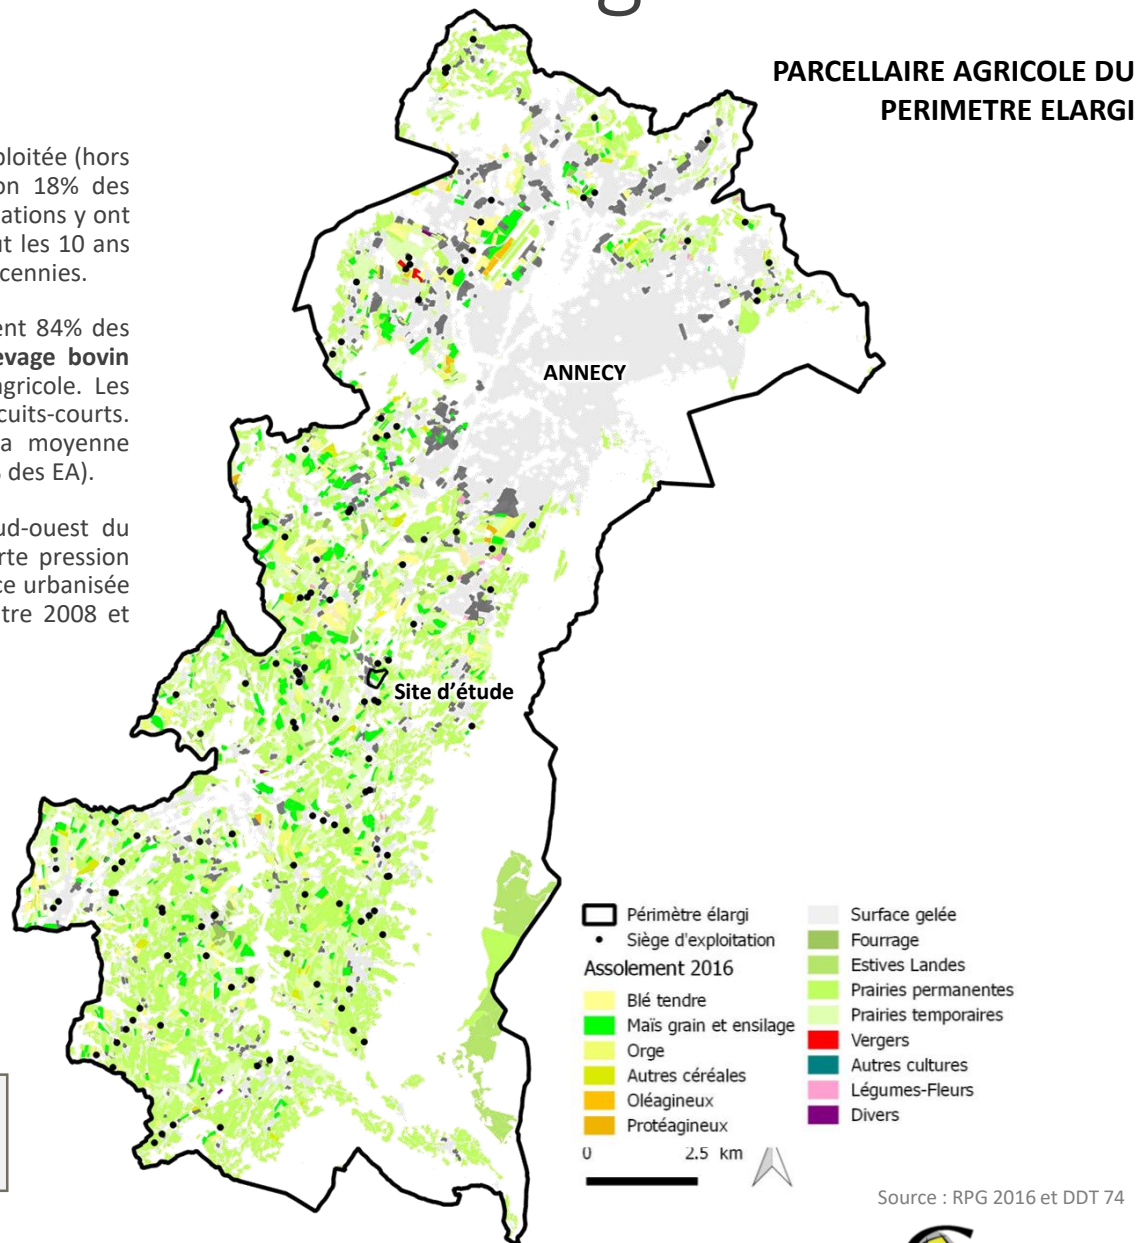 g
PARCELLAIRE AGRICOLE DU
PERIMETRE ELARGI
ploitée (hors
on 18% des
ations y ont
t les 10 ans
cennies.
ent 84% des
evage bovin
agricole. Les
cuits-courts.
a moyenne
des EA).
ud-ouest du
rte pression
ce urbanisée
tre 2008 et
ANNECY
Site d'étude
Périmètre élargi
Siège d'exploitation
Assolement 2016
Blé tendre
Maïs grain et ensilage
Orge
Autres céréales
Oléagineux
Protéagineux
Surface gelée
Fourrage
Estives Landes
Prairies permanentes
Prairies temporaires
Vergers
Autres cultures
Légumes-Fleurs
Divers
0 2.5 km
Source : RPG 2016 et DDT 74